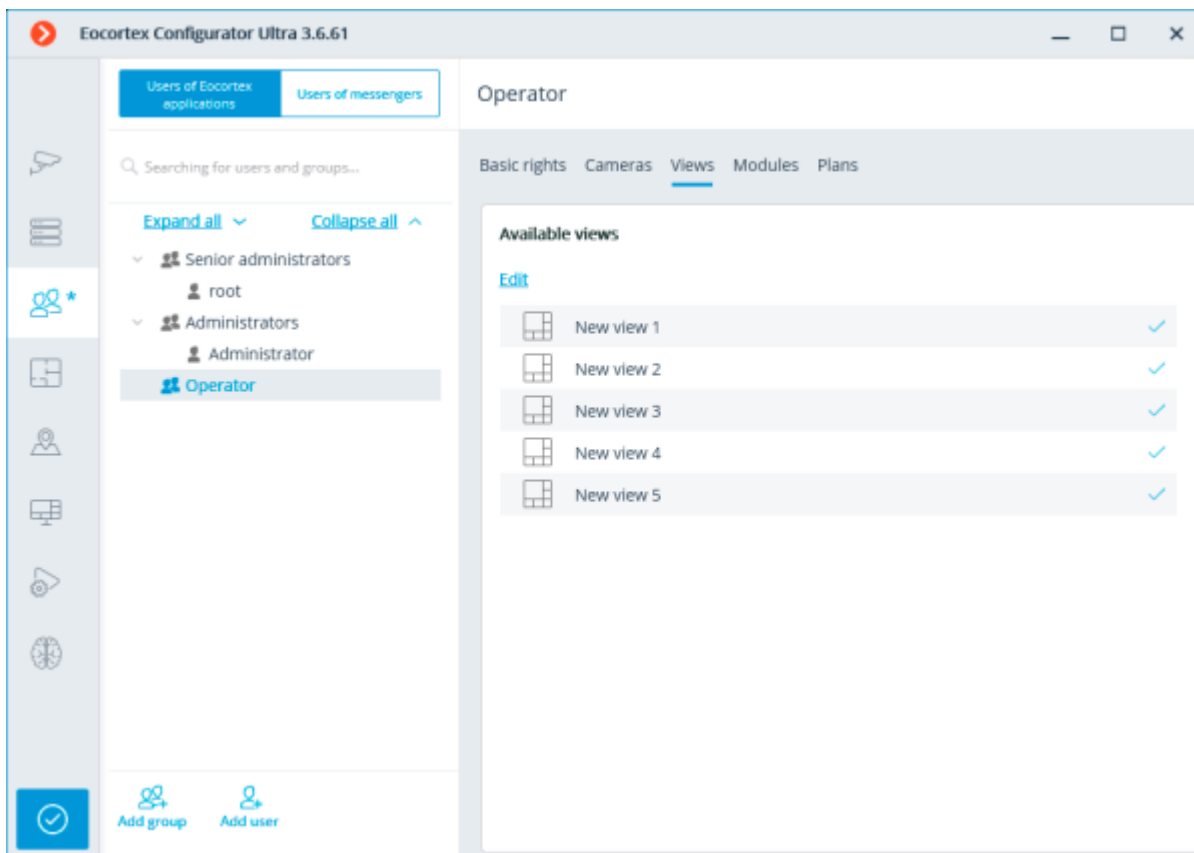 Eocortex Configurator Ultra 3.6.61
Users of Eocortex
applications
Users of messengers
Searching for users and groups...
Expand all
Collapse all
Senior administrators
root
Administrators
Administrator
Operator
Add group
Add user
Operator
Basic rights Cameras Views Modules Plans
Available views
Edit
New view 1
New view 2
New view 3
New view 4
New view 5